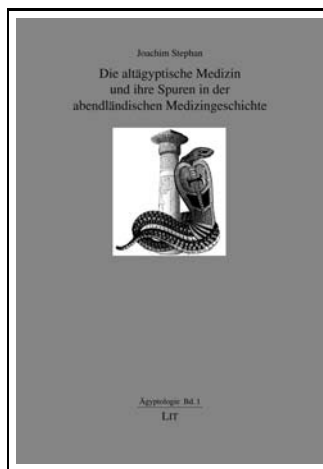 Joachim Stephan
Die altägyptische Medizin
und ihre Spuren in der
abendländischen Medizingeschichte
Ägyptologie Bd. 1
LIT